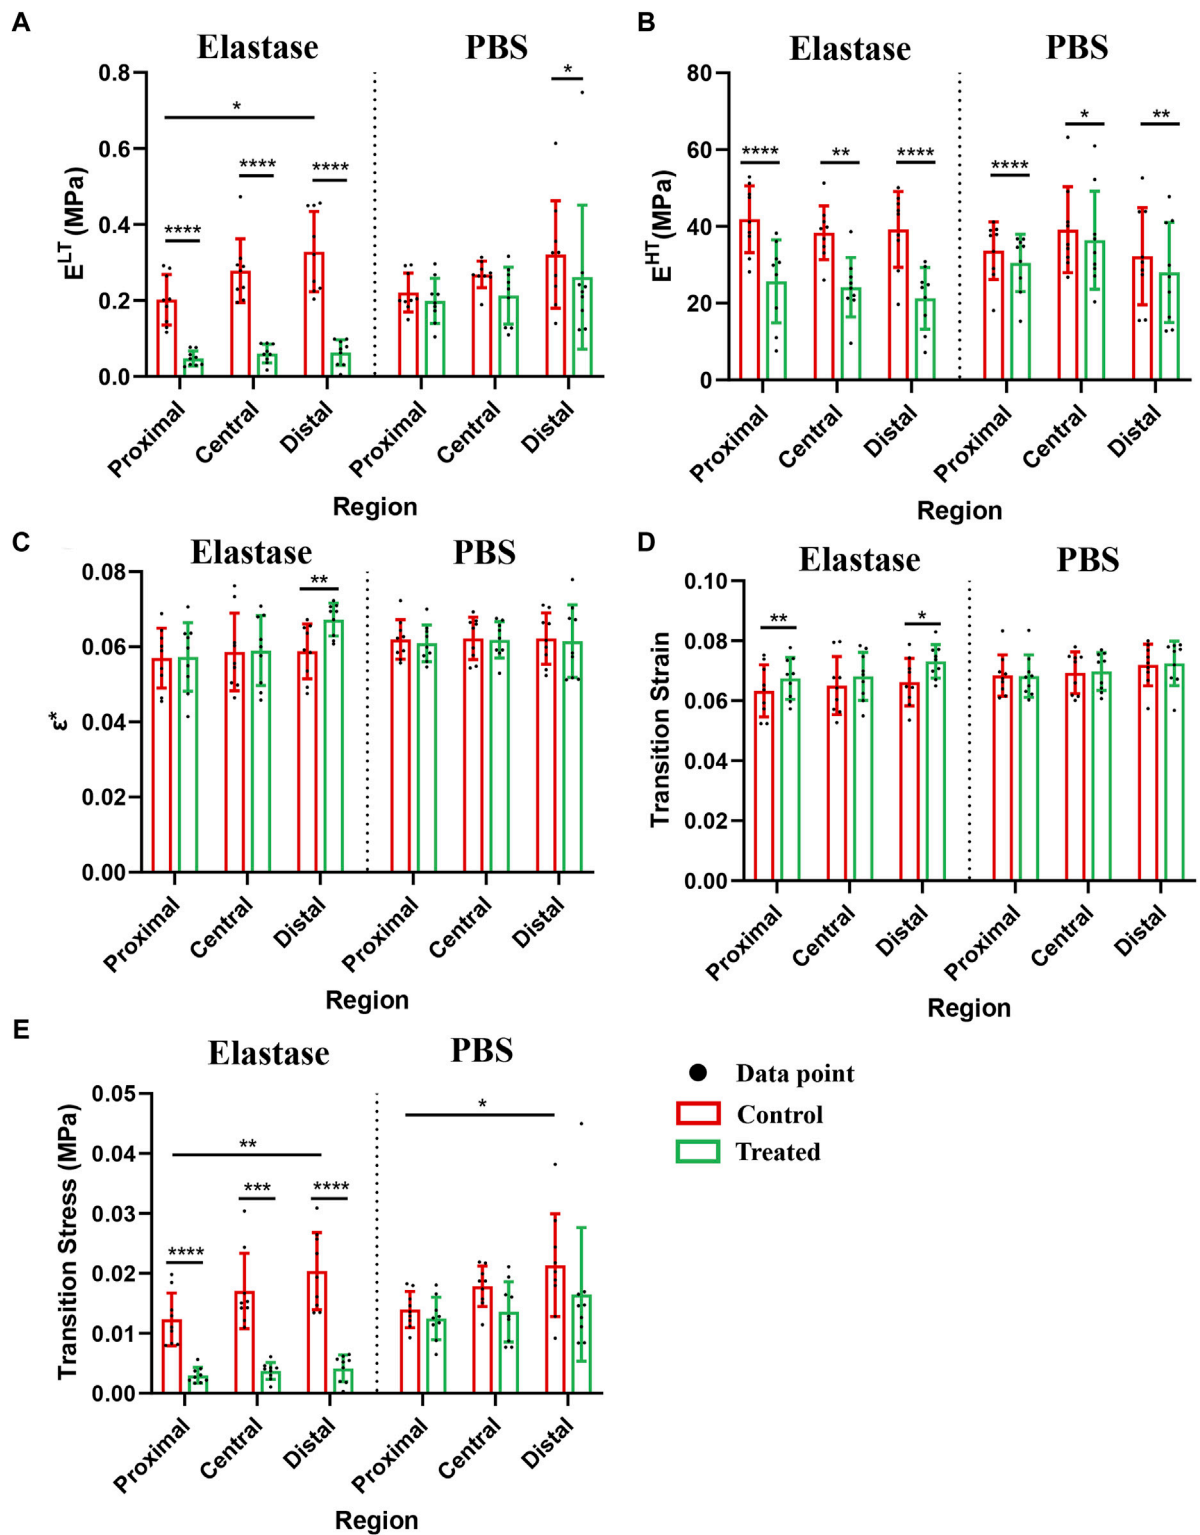 A
Elastase
PBS
*
*
****
****
****
0.8
0.6
0.4
0.2
0.0
E^LT (MPa)
Proximal
Central
Distal
Proximal
Central
Distal
Region
B
Elastase
PBS
****
**
****
****
*
**
80
60
40
20
0
E^HT (MPa)
Proximal
Central
Distal
Proximal
Central
Distal
Region
C
Elastase
PBS
**
0.08
0.06
0.04
0.02
0.00
ε*
Proximal
Central
Distal
Proximal
Central
Distal
Region
D
Elastase
PBS
**
*
0.10
0.08
0.06
0.04
0.02
0.00
Transition Strain
Proximal
Central
Distal
Proximal
Central
Distal
Region
E
Elastase
PBS
*
**
****
***
****
0.05
0.04
0.03
0.02
0.01
0.00
Transition Stress (MPa)
Proximal
Central
Distal
Proximal
Central
Distal
Region
Data point
Control
Treated